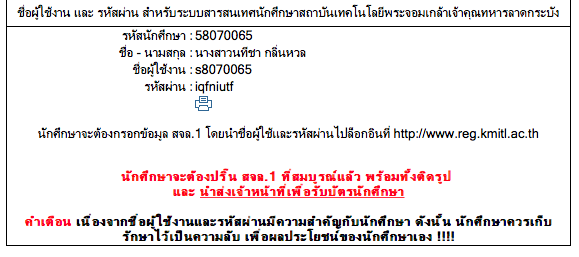 ชื่อผู้ใช้งาน และ รหัสผ่าน สำหรับระบบสารสนเทศนักศึกษาสถาบันเทคโนโลยีพระจอมเกล้าเจ้าคุณทหารลาดกระบัง
รหัสนักศึกษา : 58070065
ชื่อ - นามสกุล : นางสาวนทีชา กลิ่นหวล
ชื่อผู้ใช้งาน : s8070065
รหัสผ่าน : iqfniutf
นักศึกษาจะต้องกรอกข้อมูล สจล.1 โดยนำชื่อผู้ใช้และรหัสผ่านไปล็อกอินที่ http://www.reg.kmitl.ac.th
นักศึกษาจะต้องปริ้น สจล.1 ที่สมบูรณ์แล้ว พร้อมทั้งติดรูป
และ นำส่งเจ้าหน้าที่เพื่อรับบัตรนักศึกษา
คำเตือน เนื่องจากชื่อผู้ใช้งานและรหัสผ่านมีความสำคัญกับนักศึกษา ดังนั้น นักศึกษาควรเก็บ
รักษาไว้เป็นความลับ เพื่อผลประโยชน์ของนักศึกษาเอง !!!!